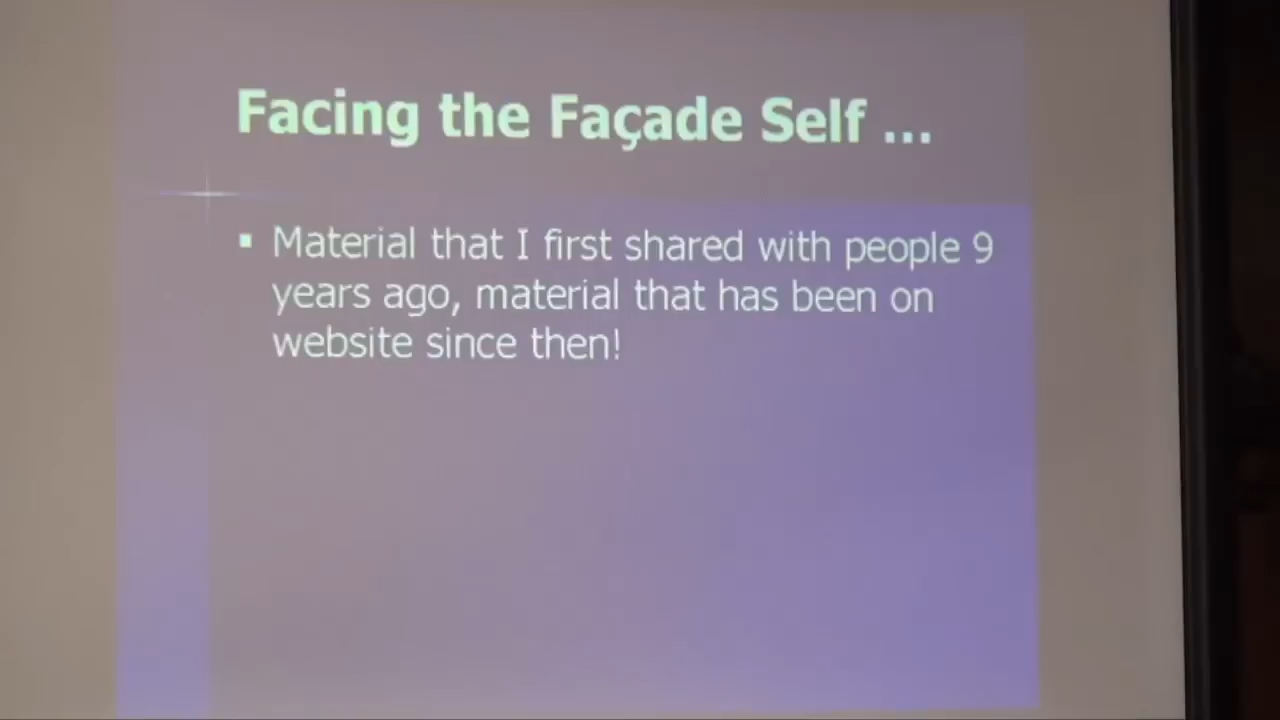 Facing the Façade Self ...
▪ Material that I first shared with people 9
years ago, material that has been on
website since then!